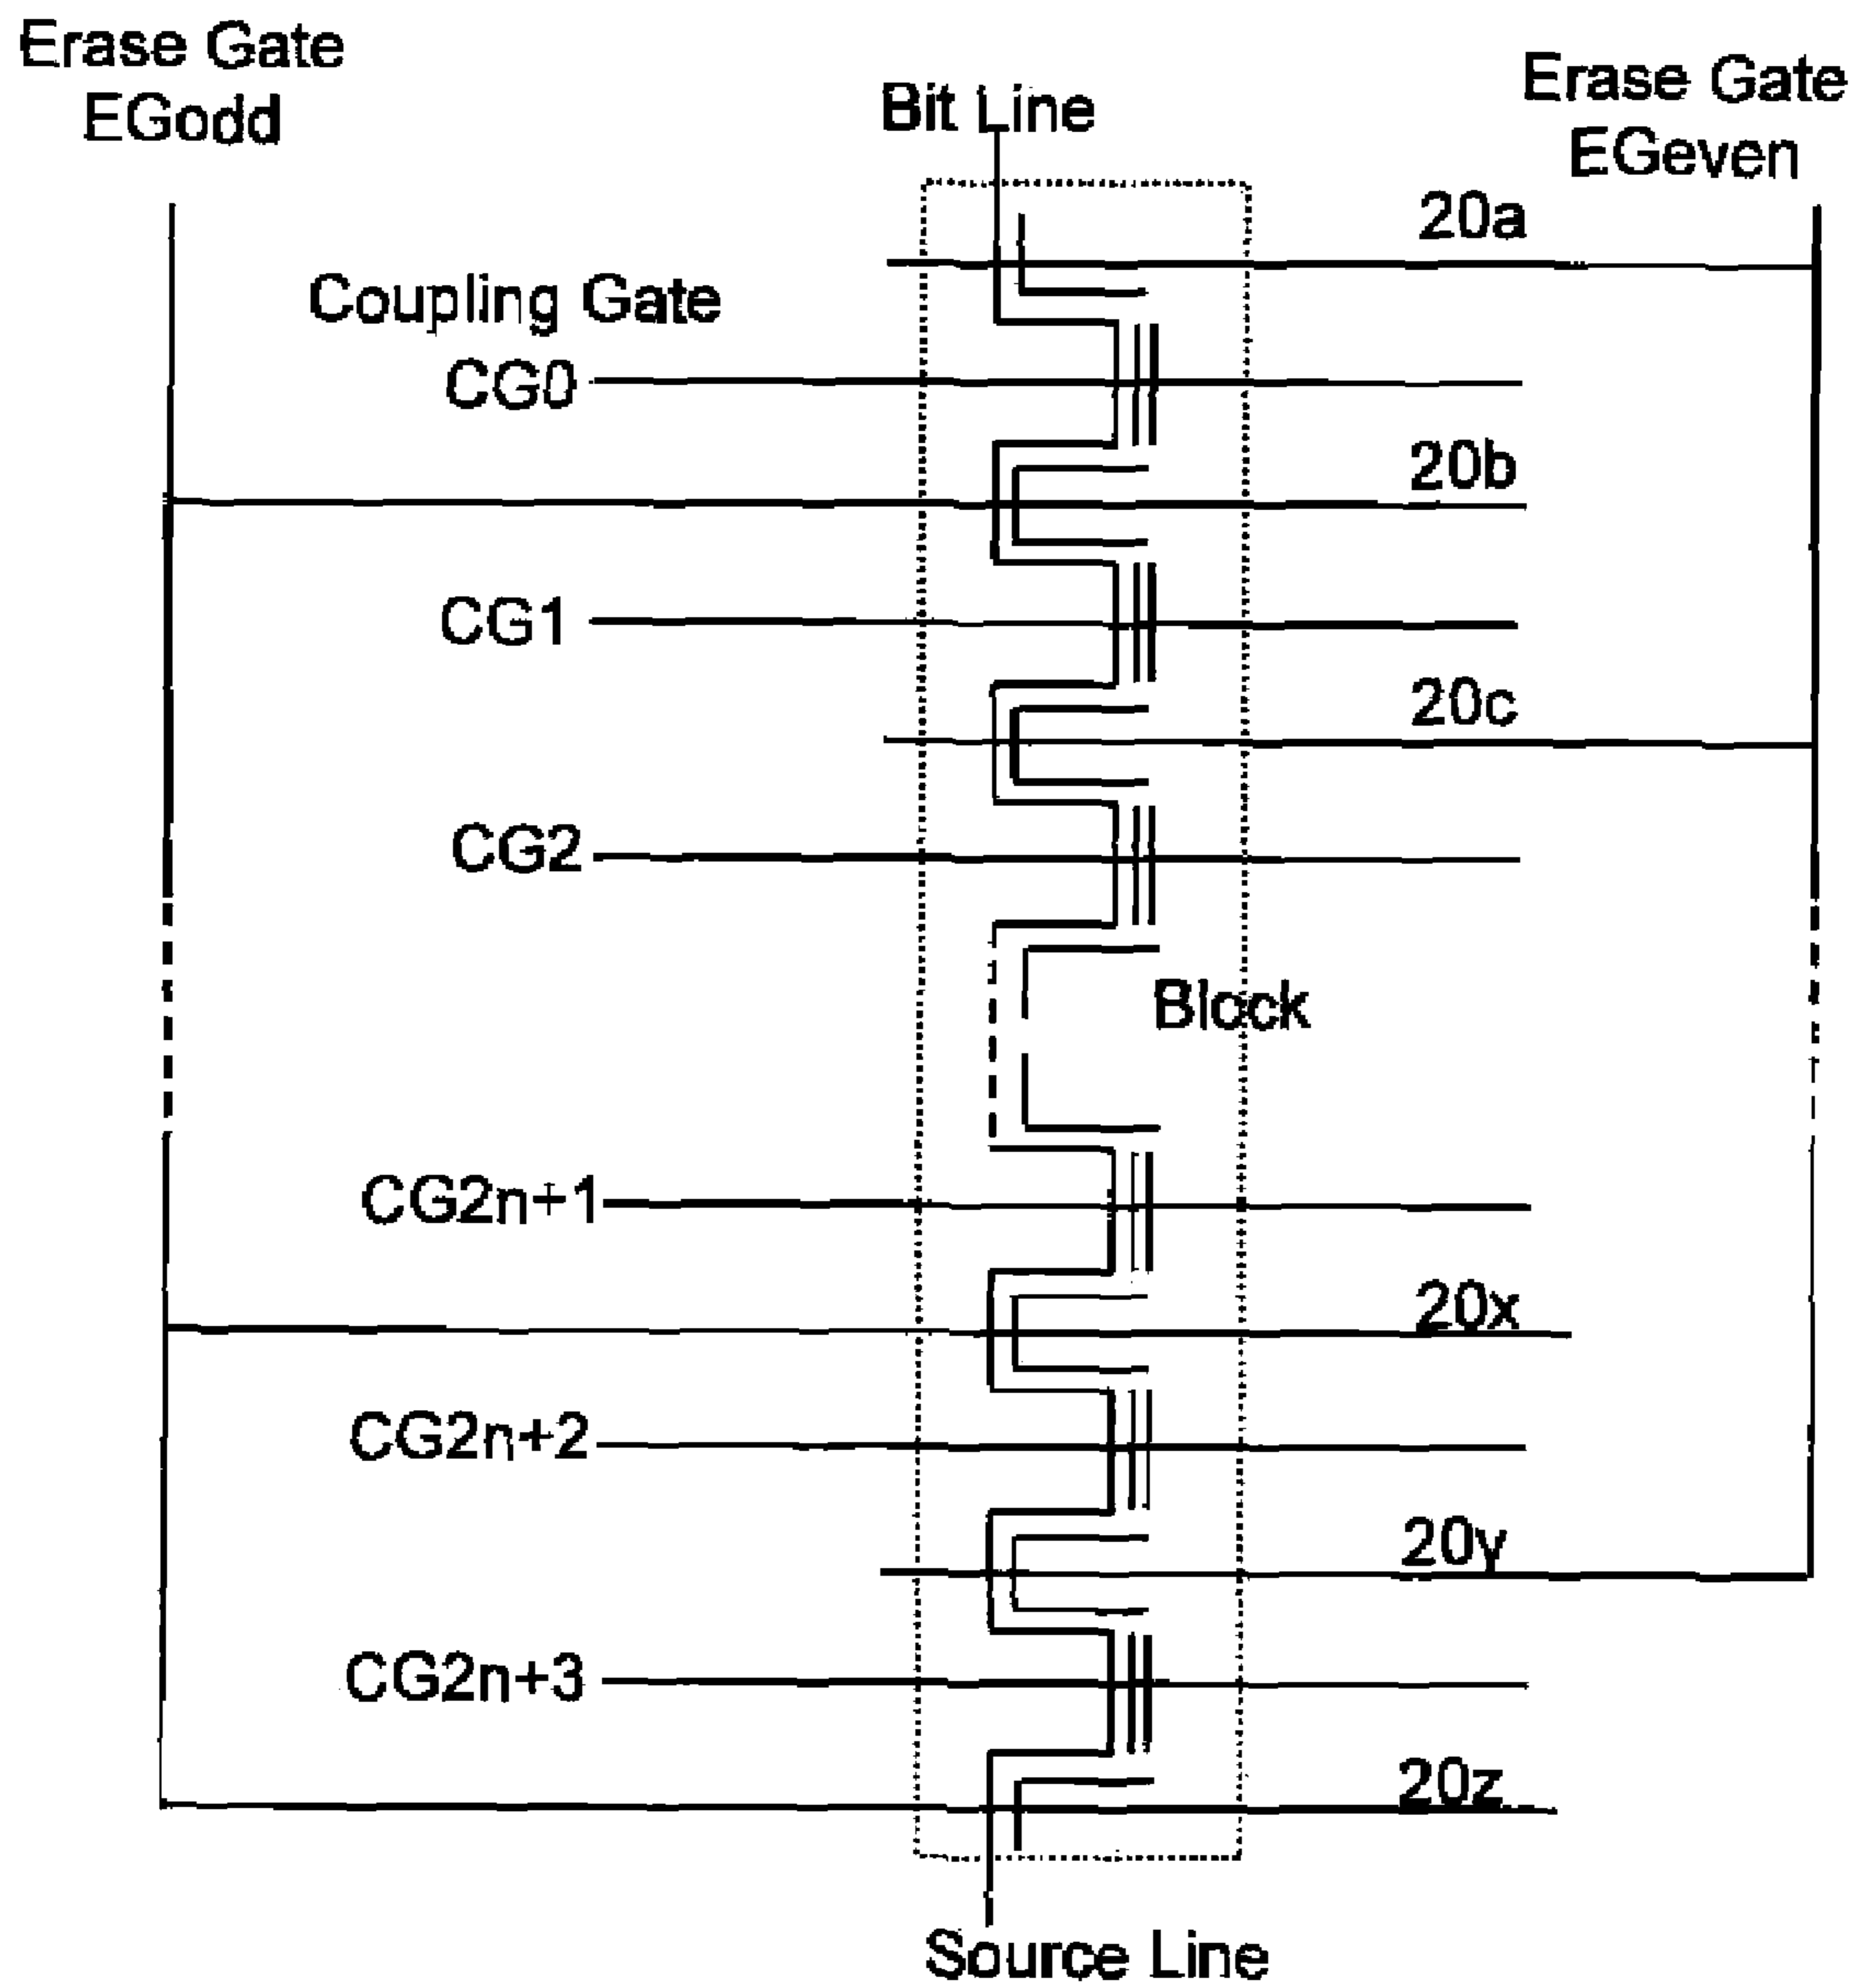 Erase Gate
EGodd
Bit Line
Erase Gate
EGeven
20a
Coupling Gate
CG0
20b
CG1
20c
CG2
Block
CG2n+1
20x
CG2n+2
20y
CG2n+3
20z
Source Line